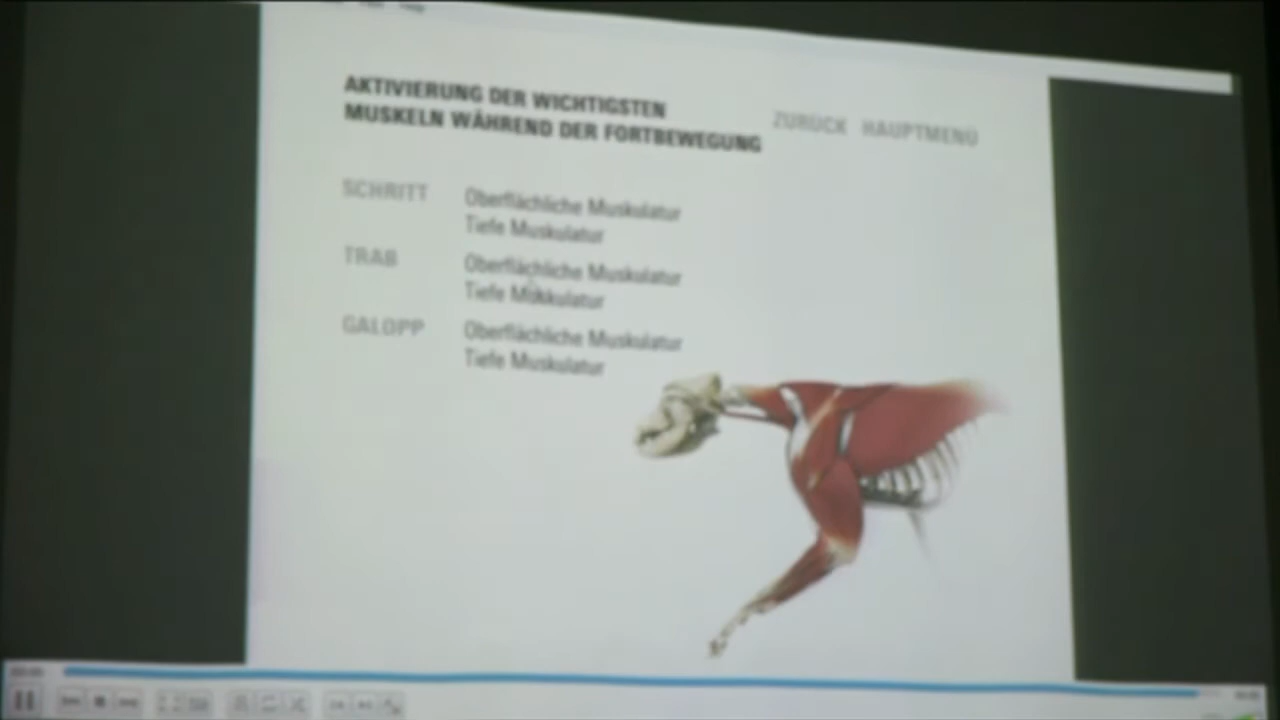 AKTIVIERUNG DER WICHTIGSTEN
MUSKELN WÄHREND DER FORTBEWEGUNG
ZURÜCK HAUPTMENÜ
SCHRITT Oberflächliche Muskulatur
Tiefe Muskulatur
TRAB Oberflächliche Muskulatur
Tiefe Muskulatur
GALOPP Oberflächliche Muskulatur
Tiefe Muskulatur